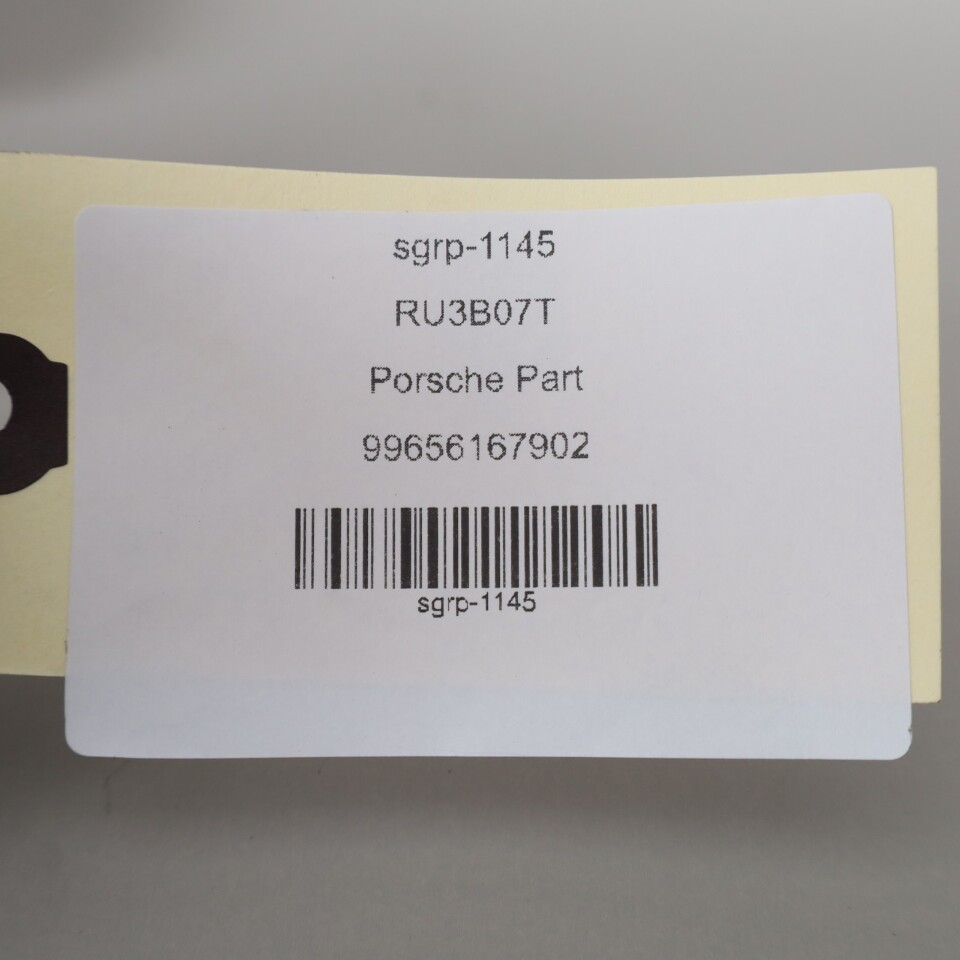 sgrp-1145
RU3B07T
Porsche Part
99656167902
sgrp-1145